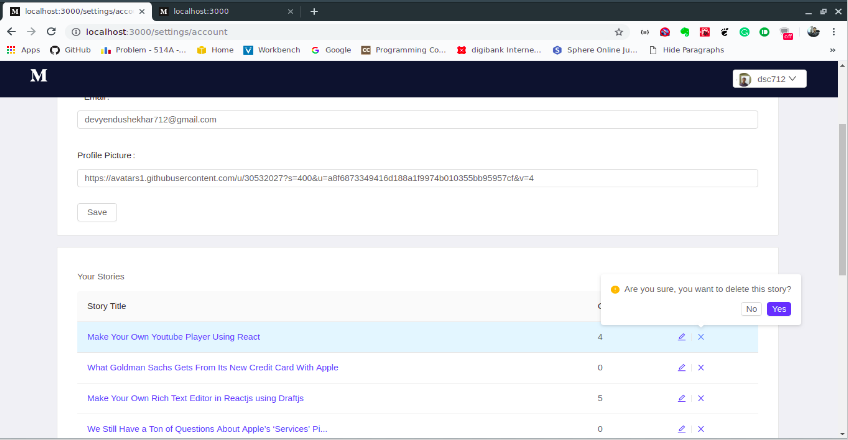 localhost:3000/settings/acco
localhost:3000
localhost:3000/settings/account
Apps GitHub Problem - 514A -... Home Workbench Google Programming Co... digibank Interne... Sphere Online Ju... Hide Paragraphs »
M dsc712
Email :
devyendushekhar712@gmail.com
Profile Picture :
https://avatars1.githubusercontent.com/u/30532027?s=400&u=a8f6873349416d188a1f9974b010355bb95957cf&v=4
Save
Your Stories
Are you sure, you want to delete this story?
No Yes
Story Title
Make Your Own Youtube Player Using React 4
What Goldman Sachs Gets From Its New Credit Card With Apple 0
Make Your Own Rich Text Editor in Reactjs using Draftjs 5
We Still Have a Ton of Questions About Apple's ‘Services’ Pi... 0